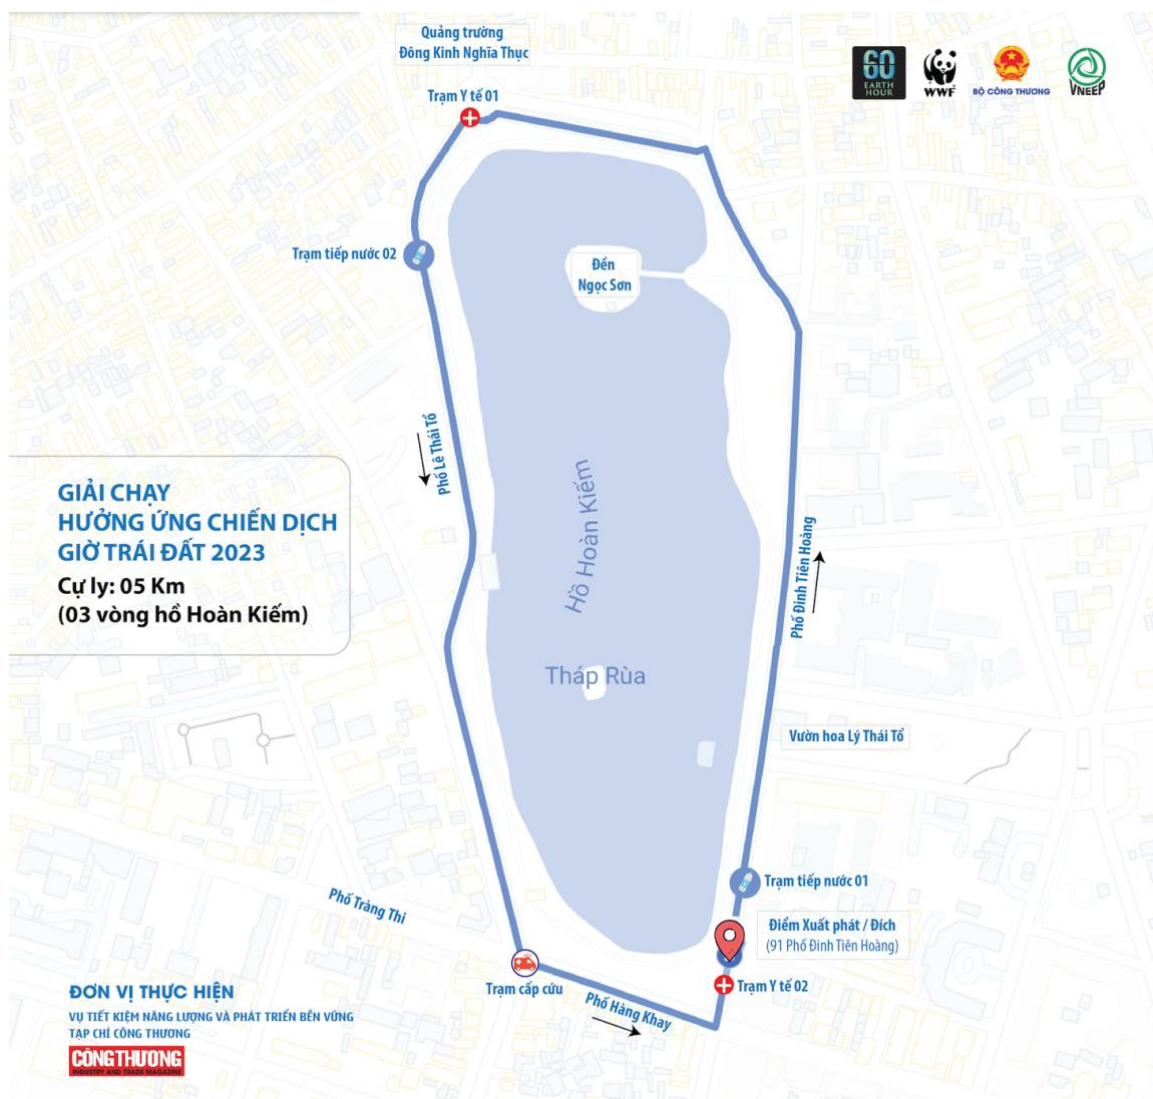 Quảng trường
Đông Kinh Nghĩa Thục
60
EARTH
HOUR
WWF
BỘ CÔNG THƯƠNG
VNEEP
Trạm Y tế 01
Trạm tiếp nước 02
Đền
Ngọc Sơn
Phố Lê Thái Tổ
GIẢI CHẠY
HƯỞNG ỨNG CHIẾN DỊCH
GIỜ TRÁI ĐẤT 2023
Cự ly: 05 Km
(03 vòng hồ Hoàn Kiếm)
Hồ Hoàn Kiếm
Phố Đinh Tiên Hoàng
Tháp Rùa
Vườn hoa Lý Thái Tổ
Trạm tiếp nước 01
Phố Tràng Thi
Điểm Xuất phát / Đích
(91 Phố Đinh Tiên Hoàng)
Trạm cấp cứu
Trạm Y tế 02
Phố Hàng Khay
ĐƠN VỊ THỰC HIỆN
VỤ TIẾT KIỆM NĂNG LƯỢNG VÀ PHÁT TRIỂN BỀN VỮNG
TẠP CHÍ CÔNG THƯƠNG
CÔNG THƯƠNG
INDUSTRY AND TRADE MAGAZINE